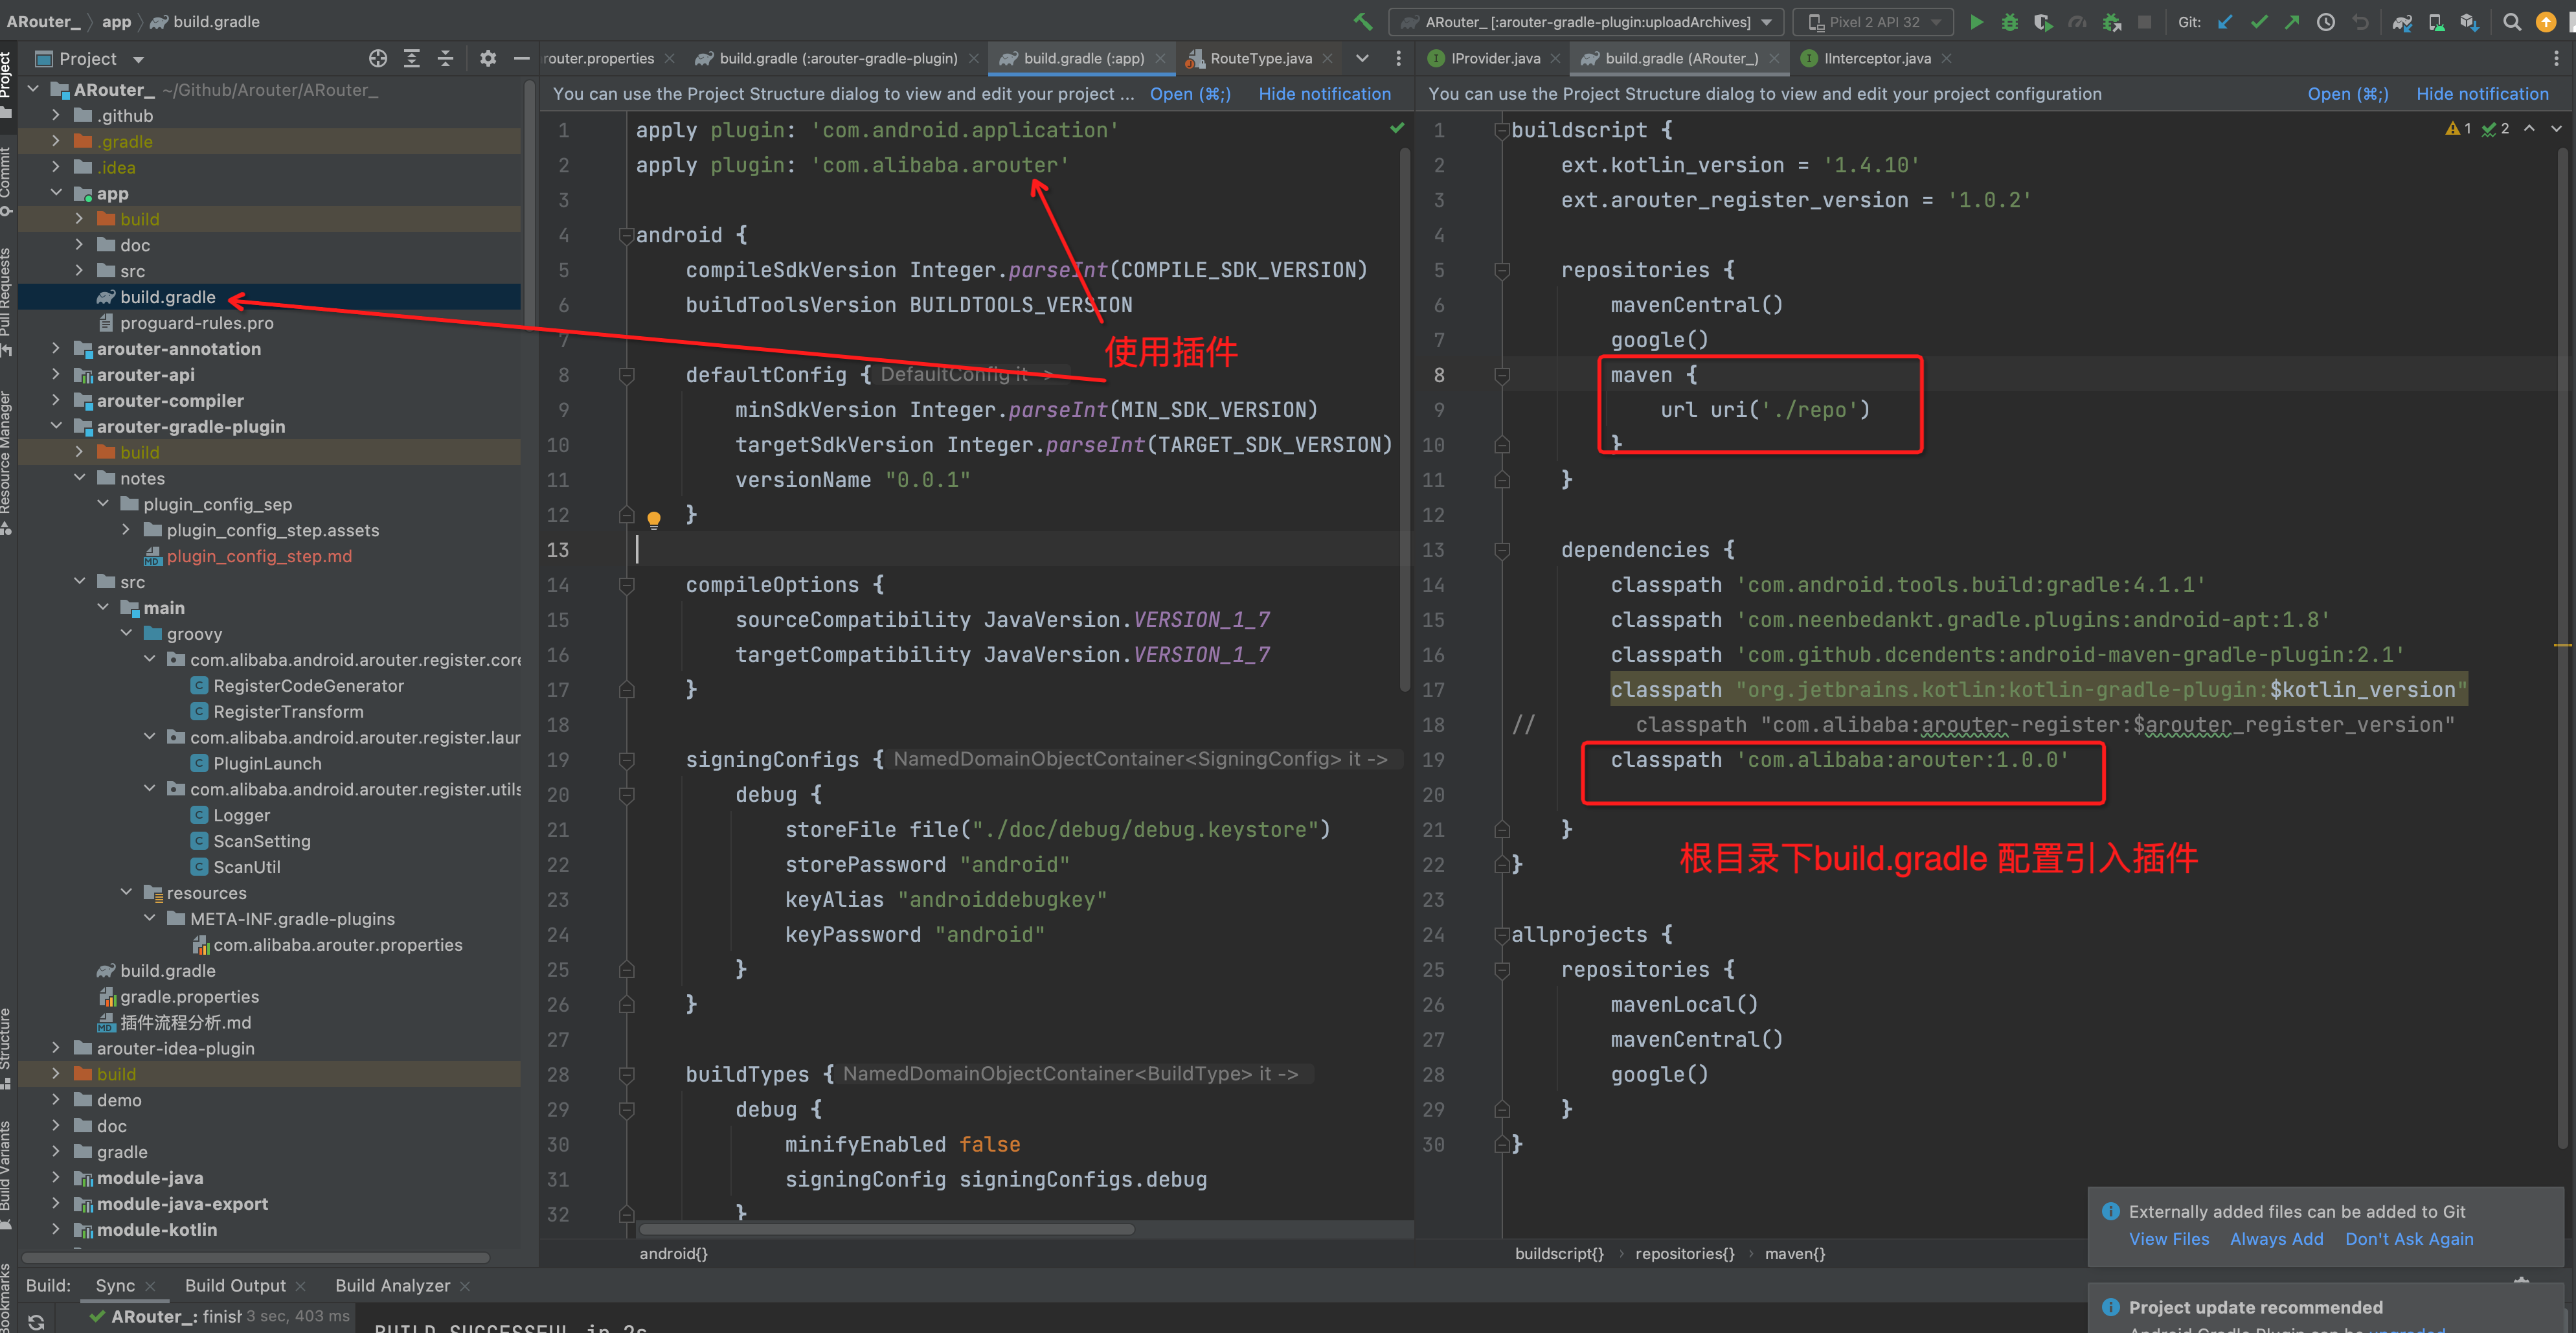 ARouter_ app build.gradle
ARouter_ [:arouter-gradle-plugin:uploadArchives]
Pixel 2 API 32
Git:
Project
Commit
Pull Requests
Resource Manager
Structure
Build Variants
Bookmarks
Project
ARouter_ ~/Github/Arouter/ARouter_
.github
.gradle
.idea
app
build
doc
src
build.gradle
proguard-rules.pro
arouter-annotation
arouter-api
arouter-compiler
arouter-gradle-plugin
build
notes
plugin_config_sep
plugin_config_step.assets
plugin_config_step.md
src
main
groovy
com.alibaba.android.arouter.register.core
RegisterCodeGenerator
RegisterTransform
com.alibaba.android.arouter.register.laur
PluginLaunch
com.alibaba.android.arouter.register.utils
Logger
ScanSetting
ScanUtil
resources
META-INF.gradle-plugins
com.alibaba.arouter.properties
build.gradle
gradle.properties
插件流程分析.md
arouter-idea-plugin
build
demo
doc
gradle
module-java
module-java-export
module-kotlin
router.properties
build.gradle (:arouter-gradle-plugin)
build.gradle (:app)
RouteType.java
You can use the Project Structure dialog to view and edit your project ... Open (⌘;) Hide notification
1 apply plugin: 'com.android.application'
2 apply plugin: 'com.alibaba.arouter'
3
4 android {
5 compileSdkVersion Integer.parseInt(COMPILE_SDK_VERSION)
6 buildToolsVersion BUILDTOOLS_VERSION
7
使用插件
8 defaultConfig { DefaultConfig it ->
9 minSdkVersion Integer.parseInt(MIN_SDK_VERSION)
10 targetSdkVersion Integer.parseInt(TARGET_SDK_VERSION)
11 versionName "0.0.1"
12 }
13
14 compileOptions {
15 sourceCompatibility JavaVersion.VERSION_1_7
16 targetCompatibility JavaVersion.VERSION_1_7
17 }
18
19 signingConfigs { NamedDomainObjectContainer<SigningConfig> it ->
20 debug {
21 storeFile file("./doc/debug/debug.keystore")
22 storePassword "android"
23 keyAlias "androiddebugkey"
24 keyPassword "android"
25 }
26 }
27
28 buildTypes { NamedDomainObjectContainer<BuildType> it ->
29 debug {
30 minifyEnabled false
31 signingConfig signingConfigs.debug
32 }
android{}
IProvider.java
build.gradle (ARouter_)
IInterceptor.java
You can use the Project Structure dialog to view and edit your project configuration Open (⌘;) Hide notification
1 2
1 buildscript {
2 ext.kotlin_version = '1.4.10'
3 ext.arouter_register_version = '1.0.2'
4
5 repositories {
6 mavenCentral()
7 google()
8 maven {
9 url uri('./repo')
10 }
11 }
12
13 dependencies {
14 classpath 'com.android.tools.build:gradle:4.1.1'
15 classpath 'com.neenbedankt.gradle.plugins:android-apt:1.8'
16 classpath 'com.github.dcendents:android-maven-gradle-plugin:2.1'
17 classpath "org.jetbrains.kotlin:kotlin-gradle-plugin:$kotlin_version"
18 // classpath "com.alibaba:arouter-register:$arouter_register_version"
19 classpath 'com.alibaba:arouter:1.0.0'
20
21 }
22 }
根目录下build.gradle 配置引入插件
23
24 allprojects {
25 repositories {
26 mavenLocal()
27 mavenCentral()
28 google()
29 }
30 }
buildscript{} › repositories{} › maven{}
Externally added files can be added to Git
View Files Always Add Don't Ask Again
Project update recommended
Android Gradle Plugin can be upgraded
Build: Sync Build Output Build Analyzer
ARouter_: finish 3 sec, 403 ms
BUILD SUCCESSFUL in 2s